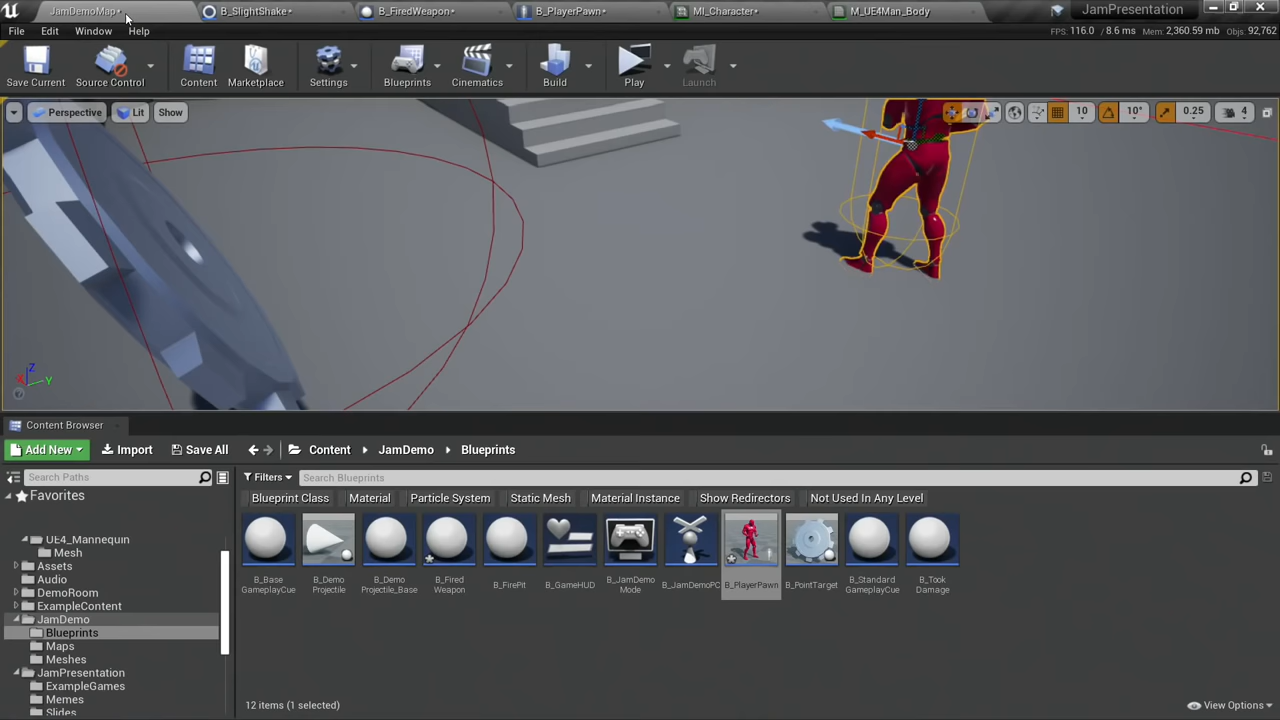 JamDemoMap*
B_SlightShake*
B_FiredWeapon*
B_PlayerPawn*
MI_Character*
M_UE4Man_Body
JamPresentation
File Edit Window Help
FPS: 116.0 / 8.6 ms Mem: 2,360.59 mb Objs: 92,762
Save Current
Source Control
Content
Marketplace
Settings
Blueprints
Cinematics
Build
Play
Launch
Perspective
Lit
Show
10
10°
0.25
4
Z
X
Y
Content Browser
Add New
Import
Save All
Content
JamDemo
Blueprints
Search Paths
Filters
Search Blueprints
Favorites
Blueprint Class
Material
Particle System
Static Mesh
Material Instance
Show Redirectors
Not Used In Any Level
UE4_Mannequin
Mesh
Assets
Audio
DemoRoom
ExampleContent
JamDemo
Blueprints
Maps
Meshes
JamPresentation
ExampleGames
Memes
Slides
B_Base
GameplayCue
B_Demo
Projectile
B_Demo
Projectile_Base
B_Fired
Weapon
B_FirePit
B_GameHUD
B_JamDemo
Mode
B_JamDemoPC
B_PlayerPawn
B_PointTarget
B_Standard
GameplayCue
B_Took
Damage
12 items (1 selected)
View Options